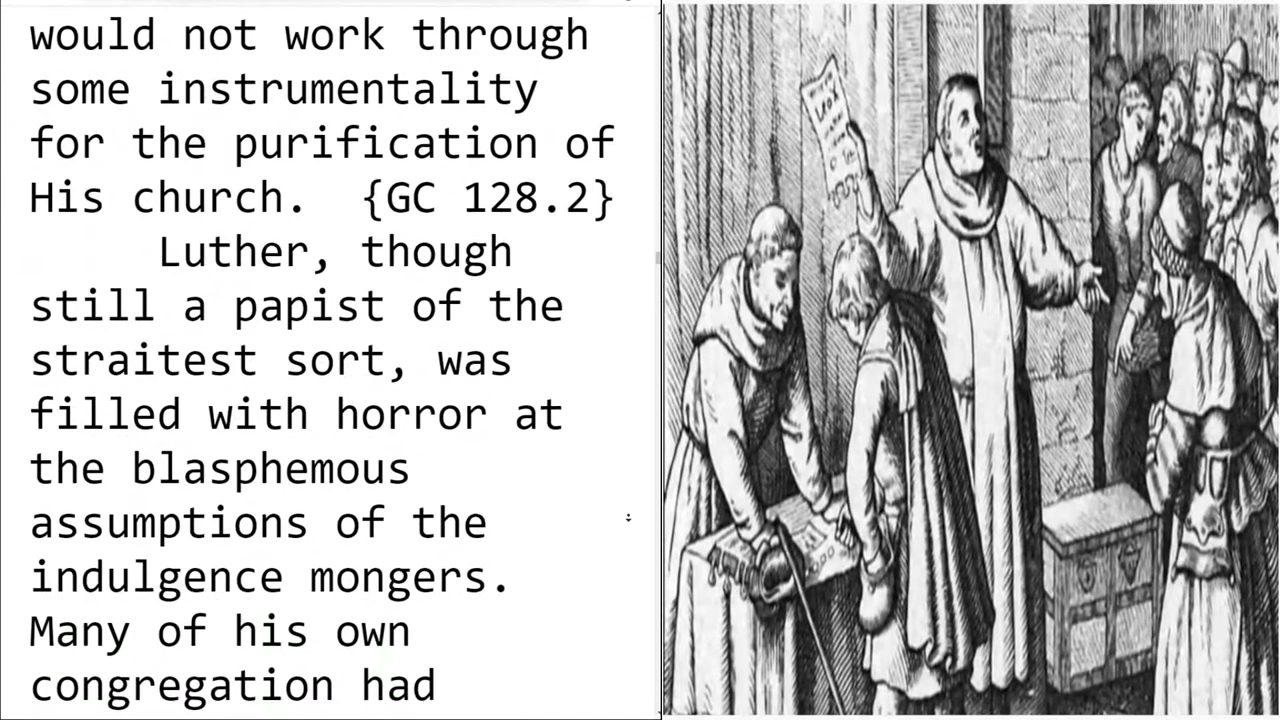 would not work through
some instrumentality
for the purification of
His church.  {GC 128.2}
Luther, though
still a papist of the
straitest sort, was
filled with horror at
the blasphemous
assumptions of the
indulgence mongers.
Many of his own
congregation had